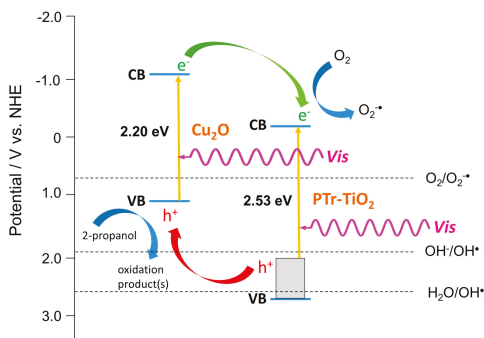 Potential / V vs. NHE
-2.0
-1.0
0
1.0
2.0
3.0
CB
e-
2.20 eV
Cu2O
VB
h+
2-propanol
oxidation
product(s)
O2
O2-•
e-
CB
Vis
2.53 eV
PTr-TiO2
Vis
h+
VB
O2/O2-•
OH-/OH•
H2O/OH•